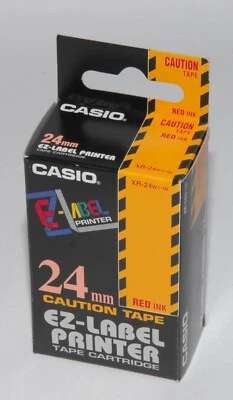 CAUTION
TAPE
RED INK
CASIO
24mm
EZ-LABEL PRINTER
TAPE CARTRIDGE
CAUTION
TAPE
RED INK
CASIO
EZ-LABEL
PRINTER
24mm
CAUTION TAPE
EZ-LABEL
PRINTER
TAPE CARTRIDGE
RED INK
CASIO